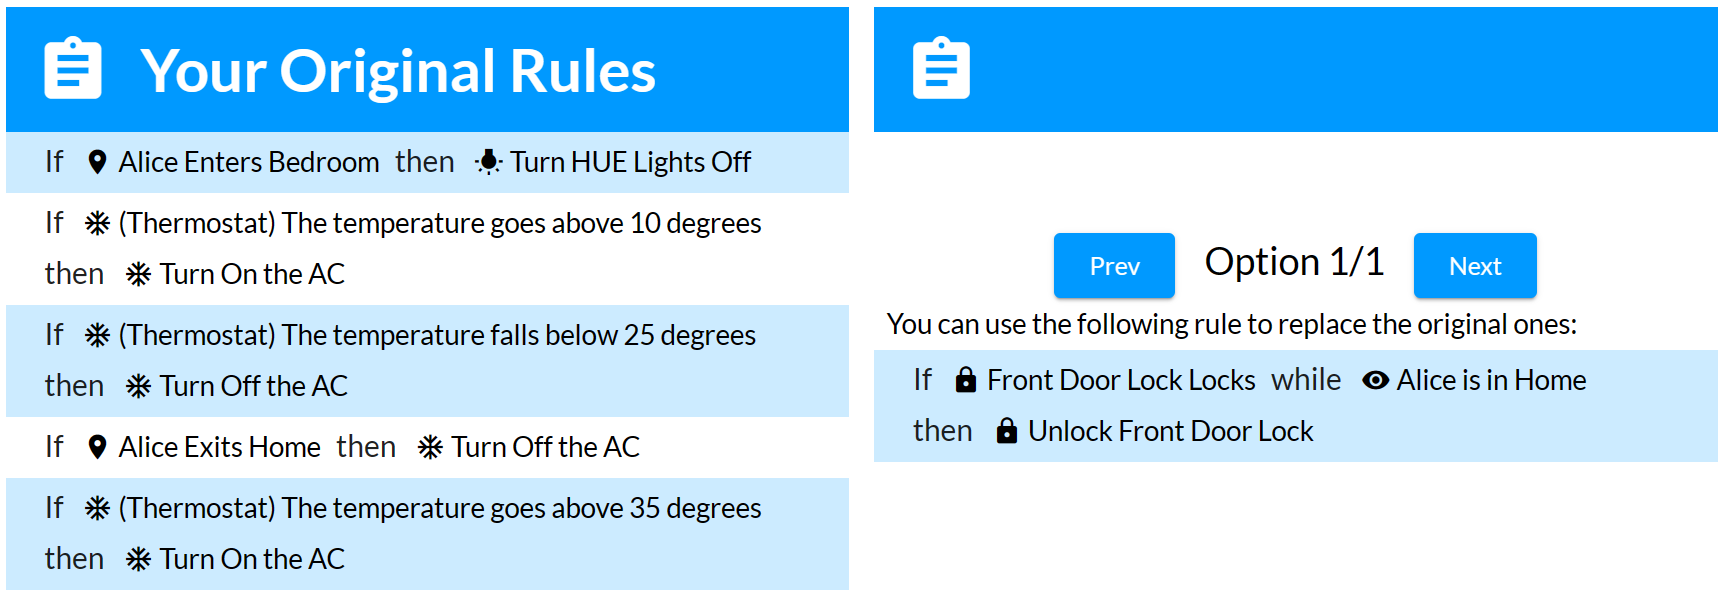 Your Original Rules
If Alice Enters Bedroom then Turn HUE Lights Off
If (Thermostat) The temperature goes above 10 degrees
then Turn On the AC
If (Thermostat) The temperature falls below 25 degrees
then Turn Off the AC
If Alice Exits Home then Turn Off the AC
If (Thermostat) The temperature goes above 35 degrees
then Turn On the AC
Prev Option 1/1 Next
You can use the following rule to replace the original ones:
If Front Door Lock Locks while Alice is in Home
then Unlock Front Door Lock